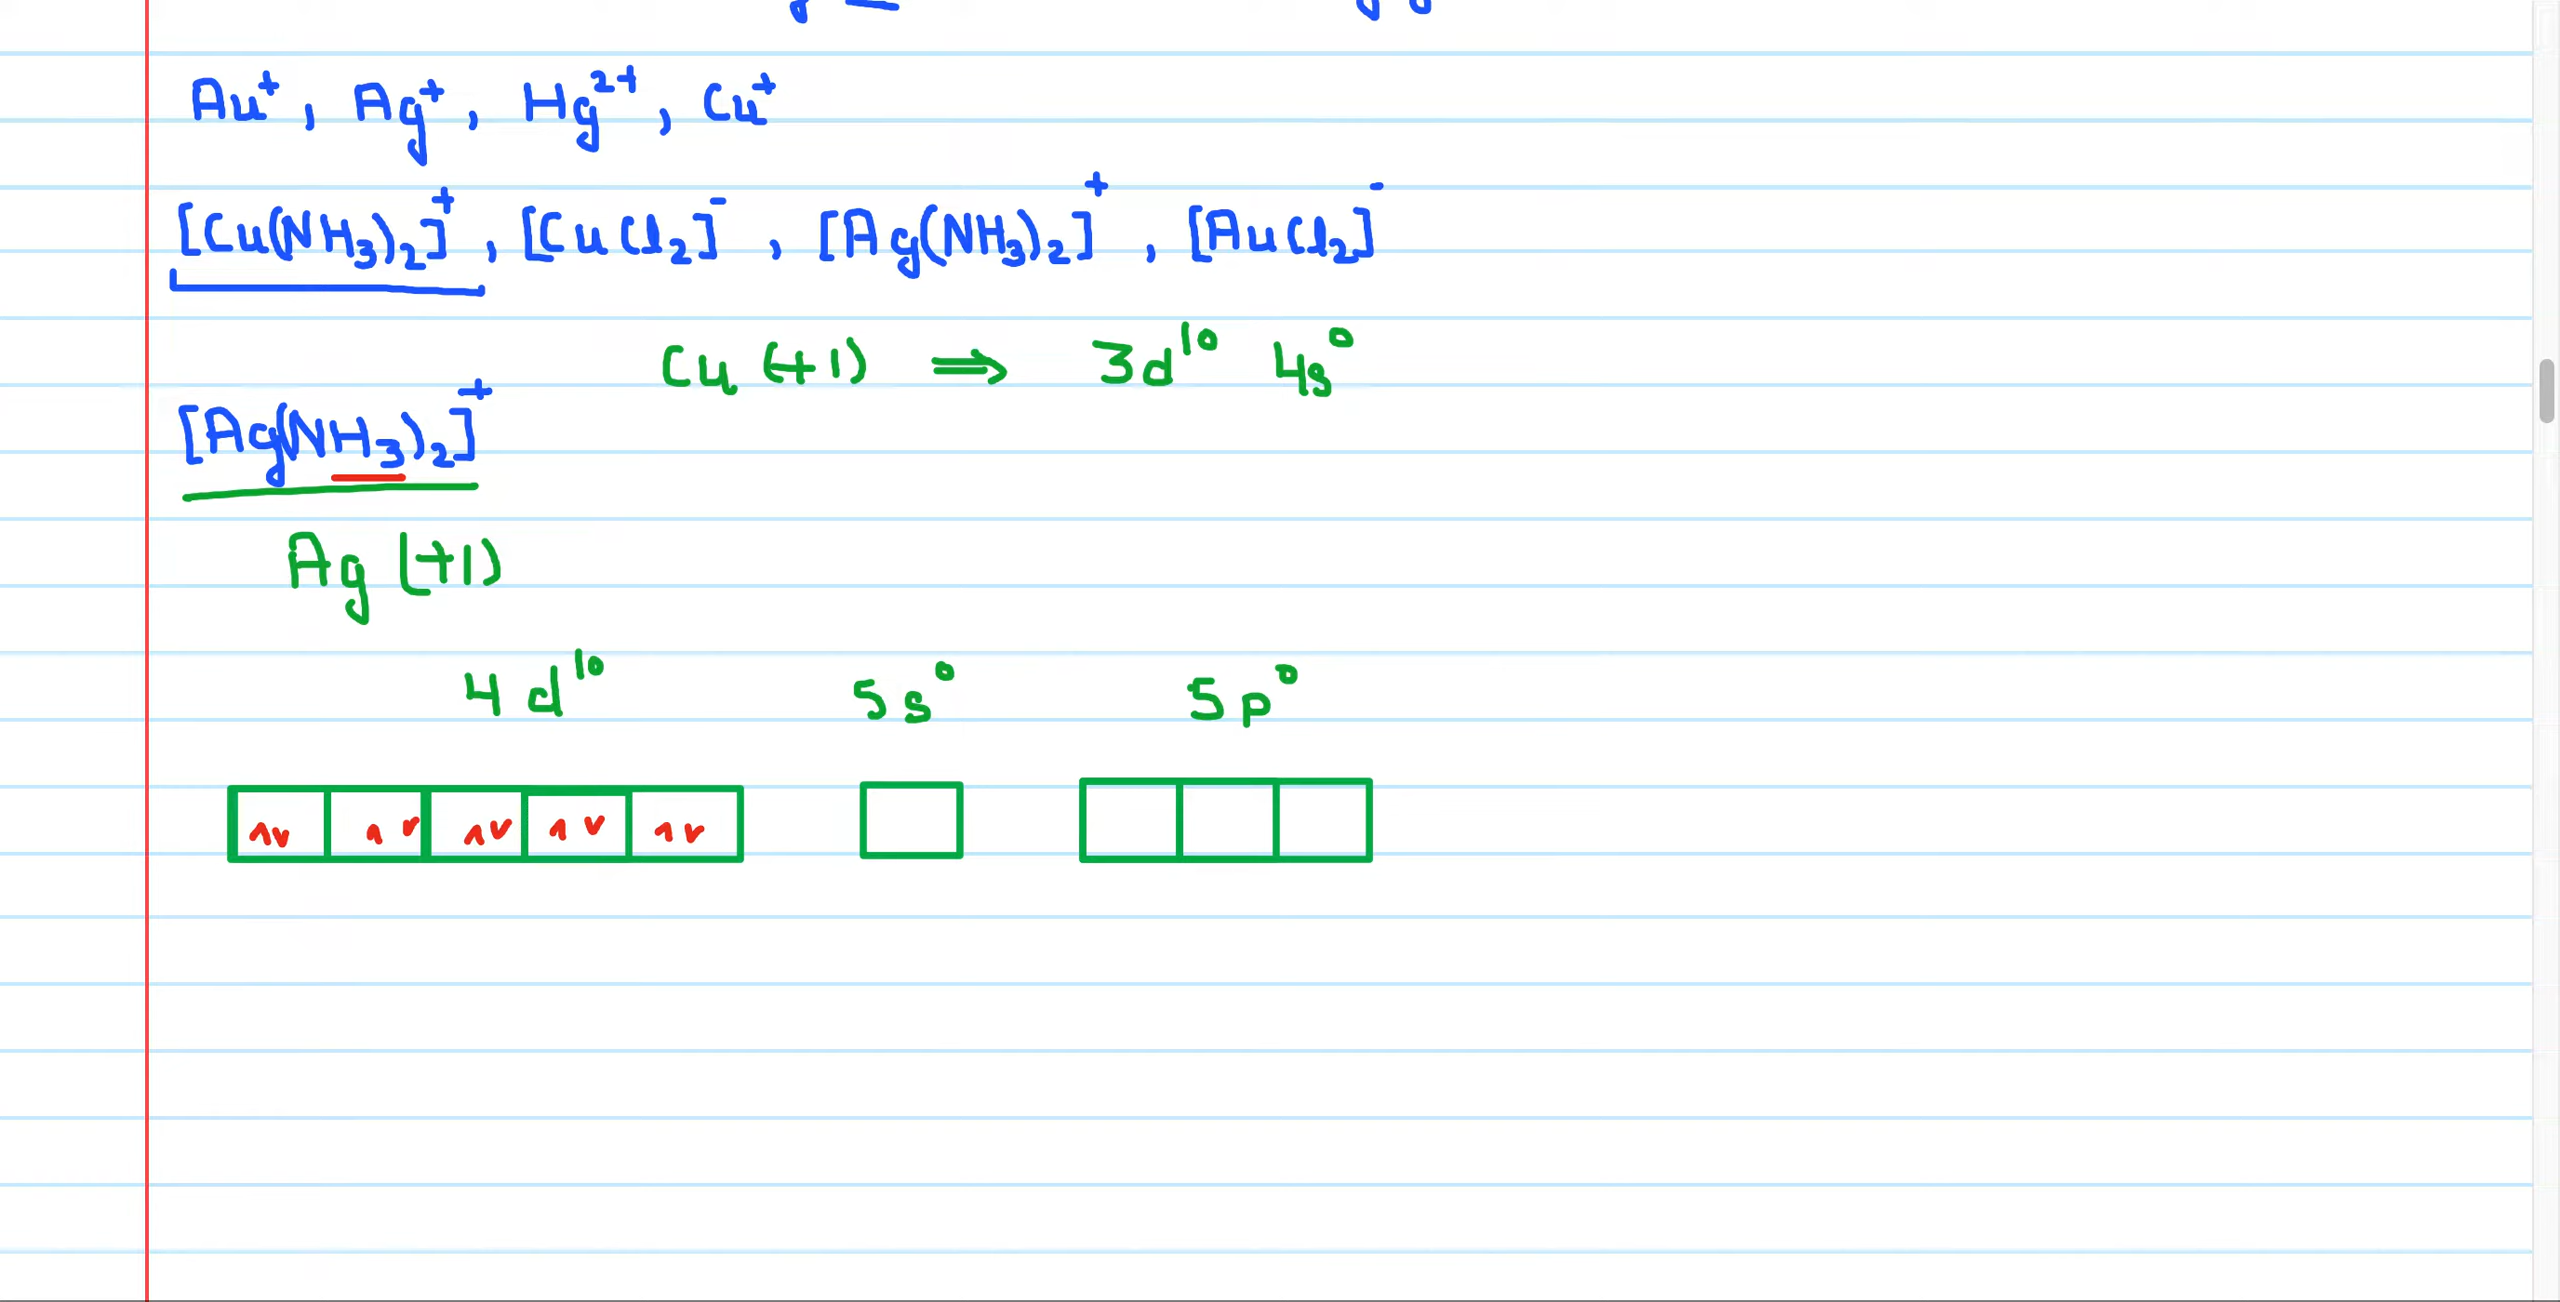 Au⁺, Ag⁺, Hg²⁺, Cu⁺
[Cu(NH₃)₂]⁺, [CuCl₂]⁻, [Ag(NH₃)₂]⁺, [AuCl₂]⁻
Cu (+1) ⇒ 3d¹⁰ 4s⁰
[Ag(NH₃)₂]⁺
Ag (+1)
4d¹⁰ 5s⁰ 5p⁰